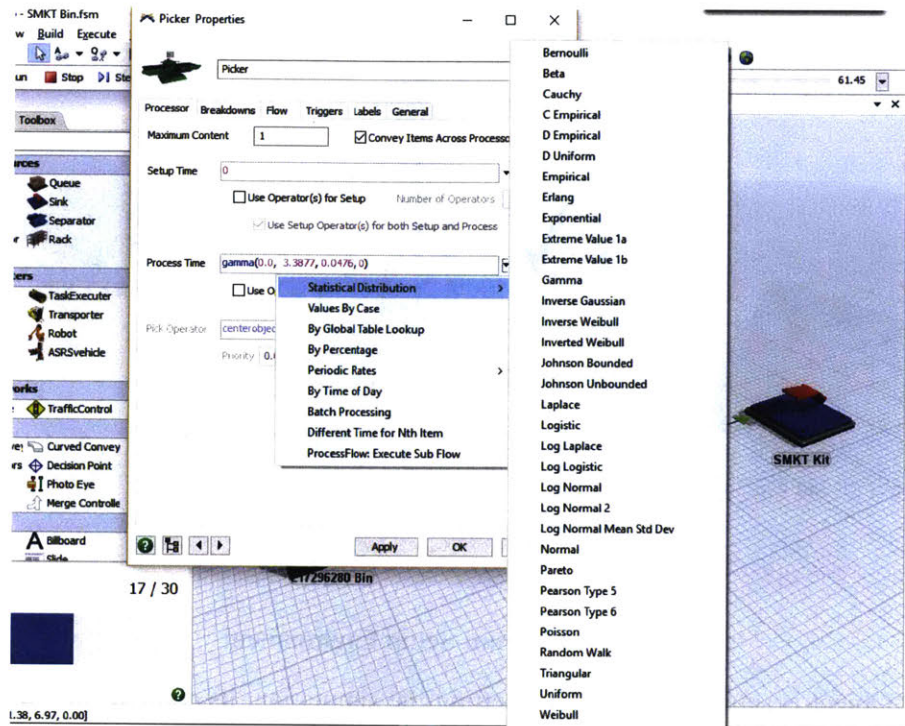 - SMKT Bin.fsm
w Build Execute
un Stop Ste
61.45
Toolbox
urces
Queue
Sink
Separator
or Rack
ters
TaskExecuter
Transporter
Robot
ASRSvehicle
works
TrafficControl
Curved Convey
Decision Point
Photo Eye
Merge Controlle
Billboard
Slide
17 / 30
1.38, 6.97, 0.00]
Picker Properties
Picker
Processor Breakdowns Flow Triggers Labels General
Maximum Content 1 Convey Items Across Processo
Setup Time 0
Use Operator(s) for Setup Number of Operators
Use Setup Operator(s) for both Setup and Process
Process Time gamma(0.0, 3.3877, 0.0476, 0)
Use O
Pick Operator centerobjec
Priority 0.0
Statistical Distribution >
Values By Case
By Global Table Lookup
By Percentage
Periodic Rates >
By Time of Day
Batch Processing
Different Time for Nth Item
ProcessFlow: Execute Sub Flow
Apply OK
217296280 Bin
Bernoulli
Beta
Cauchy
C Empirical
D Empirical
D Uniform
Empirical
Erlang
Exponential
Extreme Value 1a
Extreme Value 1b
Gamma
Inverse Gaussian
Inverse Weibull
Inverted Weibull
Johnson Bounded
Johnson Unbounded
Laplace
Logistic
Log Laplace
Log Logistic
Log Normal
Log Normal 2
Log Normal Mean Std Dev
Normal
Pareto
Pearson Type 5
Pearson Type 6
Poisson
Random Walk
Triangular
Uniform
Weibull
SMKT Kit